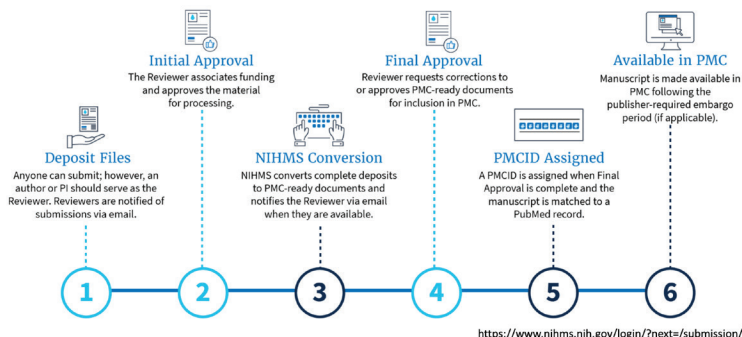 Initial Approval
The Reviewer associates funding
and approves the material
for processing.
Final Approval
Reviewer requests corrections to
or approves PMC-ready documents
for inclusion in PMC.
Available in PMC
Manuscript is made available in
PMC following the
publisher-required embargo
period (if applicable).
Deposit Files
Anyone can submit; however, an
author or PI should serve as the
Reviewer. Reviewers are notified of
submissions via email.
NIHMS Conversion
NIHMS converts complete deposits
to PMC-ready documents and
notifies the Reviewer via email
when they are available.
PMCID Assigned
A PMCID is assigned when Final
Approval is complete and the
manuscript is matched to a
PubMed record.
1
2
3
4
5
6
https://www.nihms.nih.gov/login/?next=/submission/